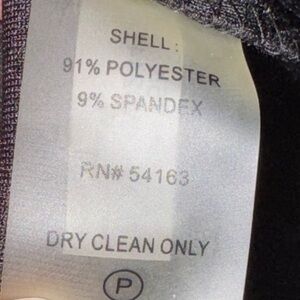 SHELL:
91% POLYESTER
9% SPANDEX
RN# 54163
DRY CLEAN ONLY
P